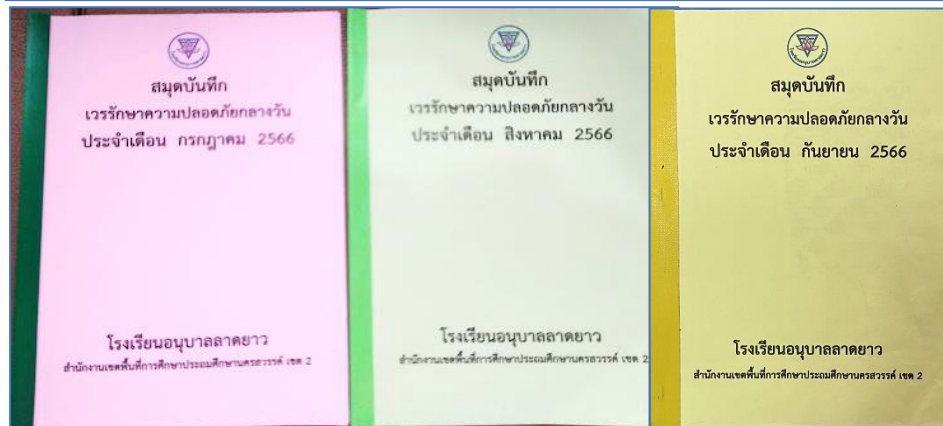 สมุดบันทึก
เวรรักษาความปลอดภัยกลางวัน
ประจำเดือน กรกฎาคม 2566
โรงเรียนอนุบาลลาดยาว
สำนักงานเขตพื้นที่การศึกษาประถมศึกษานครสวรรค์ เขต 2
สมุดบันทึก
เวรรักษาความปลอดภัยกลางวัน
ประจำเดือน สิงหาคม 2566
โรงเรียนอนุบาลลาดยาว
สำนักงานเขตพื้นที่การศึกษาประถมศึกษานครสวรรค์ เขต 2
สมุดบันทึก
เวรรักษาความปลอดภัยกลางวัน
ประจำเดือน กันยายน 2566
โรงเรียนอนุบาลลาดยาว
สำนักงานเขตพื้นที่การศึกษาประถมศึกษานครสวรรค์ เขต 2